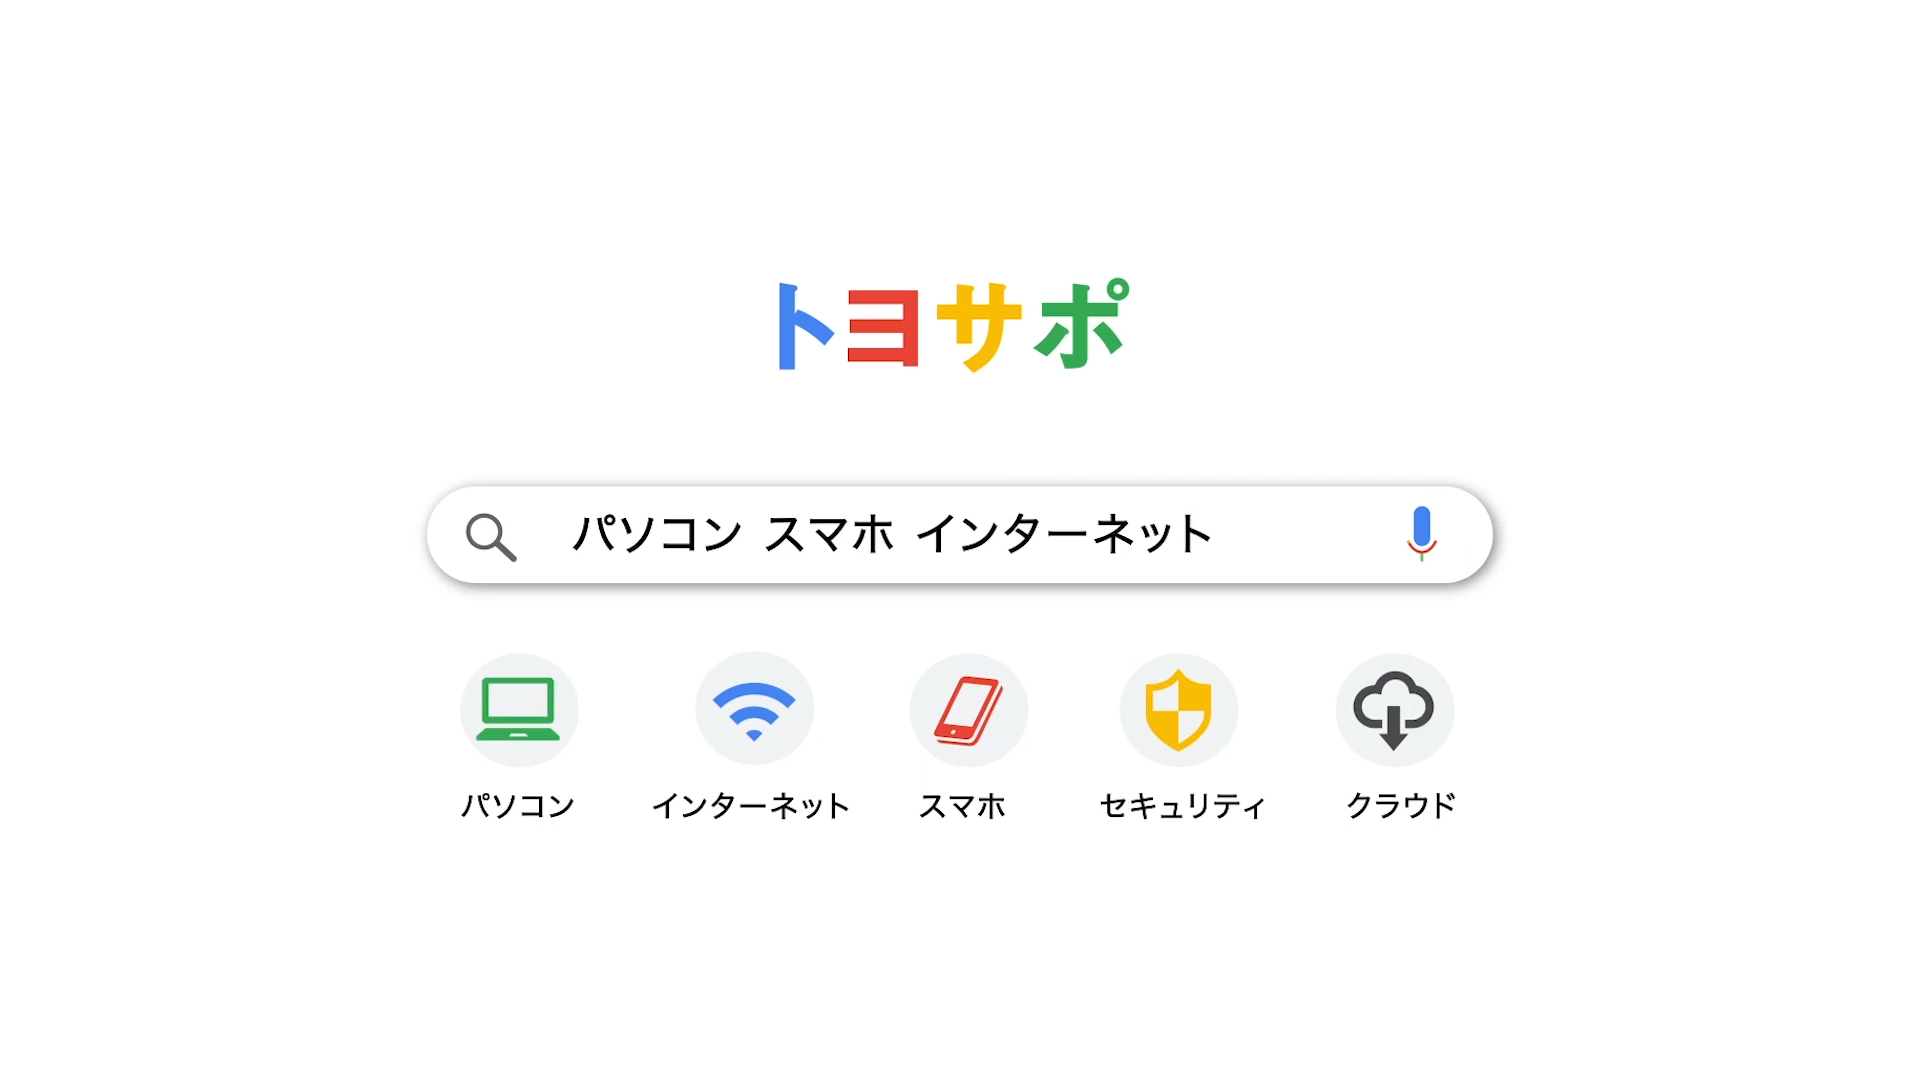 トヨサポ
パソコン スマホ インターネット
パソコン インターネット スマホ セキュリティ クラウド